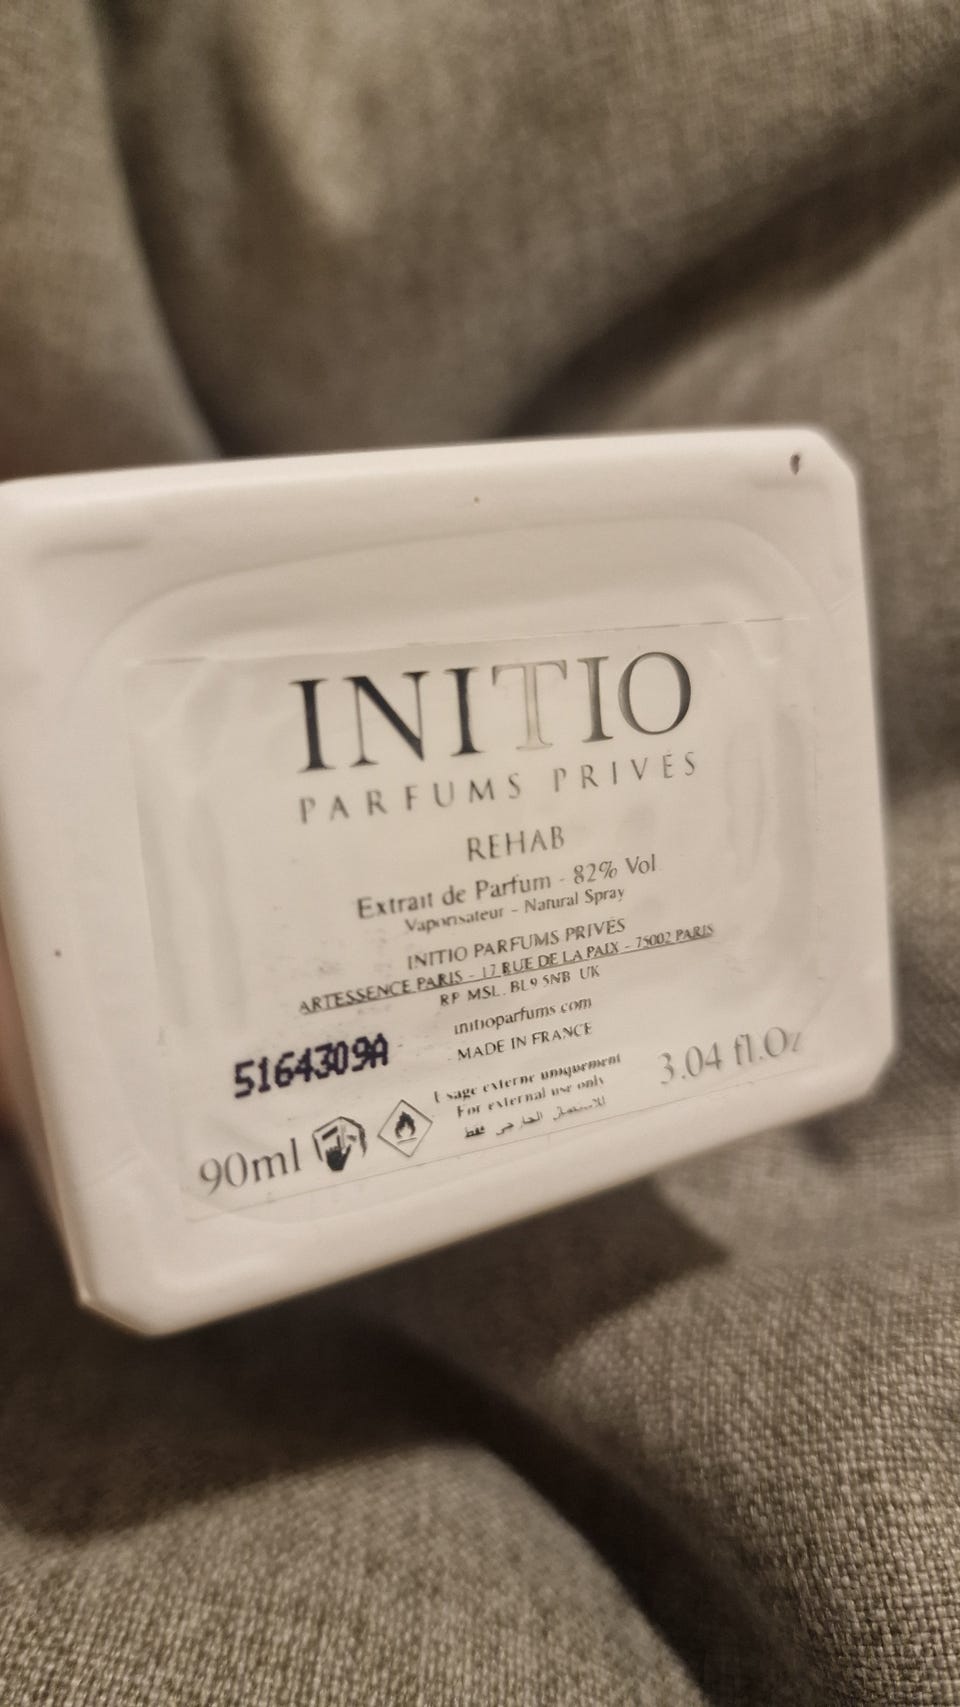 INITIO
PARFUMS PRIVÉS
REHAB
Extrait de Parfum - 82% Vol
Vaporisateur - Natural Spray
INITIO PARFUMS PRIVÉS
ARTESSENCE PARIS - 17 RUE DE LA PAIX - 75002 PARIS
RP MSL. BL9 5NB UK
initioparfums.com
MADE IN FRANCE
5164309A
Usage externe uniquement
For external use only
للاستعمال الخارجي فقط
90ml
3.04 fl.Oz